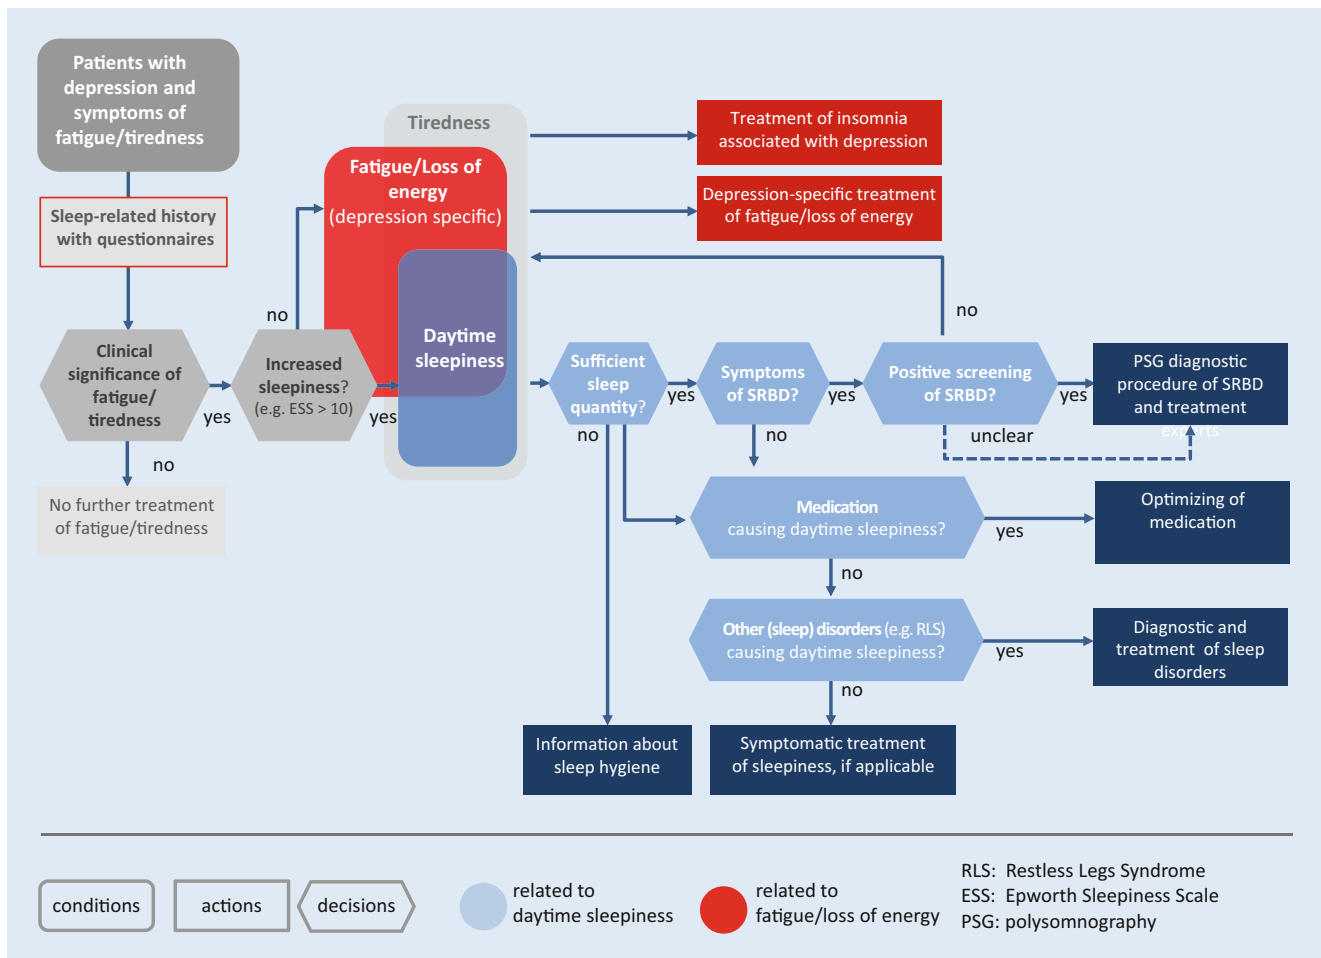 Patients with
depression and
symptoms of
fatigue/tiredness
Sleep-related history
with questionnaires
Clinical
significance of
fatigue/
tiredness
yes
no
No further treatment
of fatigue/tiredness
Increased
sleepiness?
(e.g. ESS > 10)
no
yes
Tiredness
Fatigue/Loss of
energy
(depression specific)
Daytime
sleepiness
Treatment of insomnia
associated with depression
Depression-specific treatment
of fatigue/loss of energy
Sufficient
sleep
quantity?
yes
no
Symptoms
of SRBD?
yes
no
Positive screening
of SRBD?
no
yes
unclear
PSG diagnostic
procedure of SRBD
and treatment
experts
Medication
causing daytime sleepiness?
yes
no
Optimizing of
medication
Other (sleep) disorders (e.g. RLS)
causing daytime sleepiness?
yes
no
Diagnostic and
treatment of sleep
disorders
Information about
sleep hygiene
Symptomatic treatment
of sleepiness, if applicable
conditions
actions
decisions
related to
daytime sleepiness
related to
fatigue/loss of energy
RLS: Restless Legs Syndrome
ESS: Epworth Sleepiness Scale
PSG: polysomnography